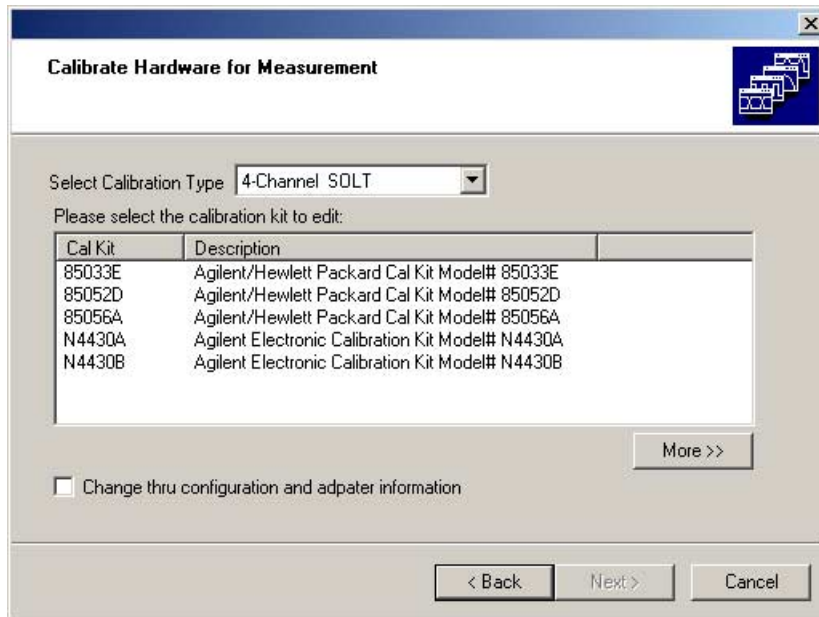 Calibrate Hardware for Measurement
Select Calibration Type 4-Channel SOLT
Please select the calibration kit to edit:
Cal Kit Description
85033E Agilent/Hewlett Packard Cal Kit Model# 85033E
85052D Agilent/Hewlett Packard Cal Kit Model# 85052D
85056A Agilent/Hewlett Packard Cal Kit Model# 85056A
N4430A Agilent Electronic Calibration Kit Model# N4430A
N4430B Agilent Electronic Calibration Kit Model# N4430B
More >>
Change thru configuration and adpater information
< Back Next > Cancel